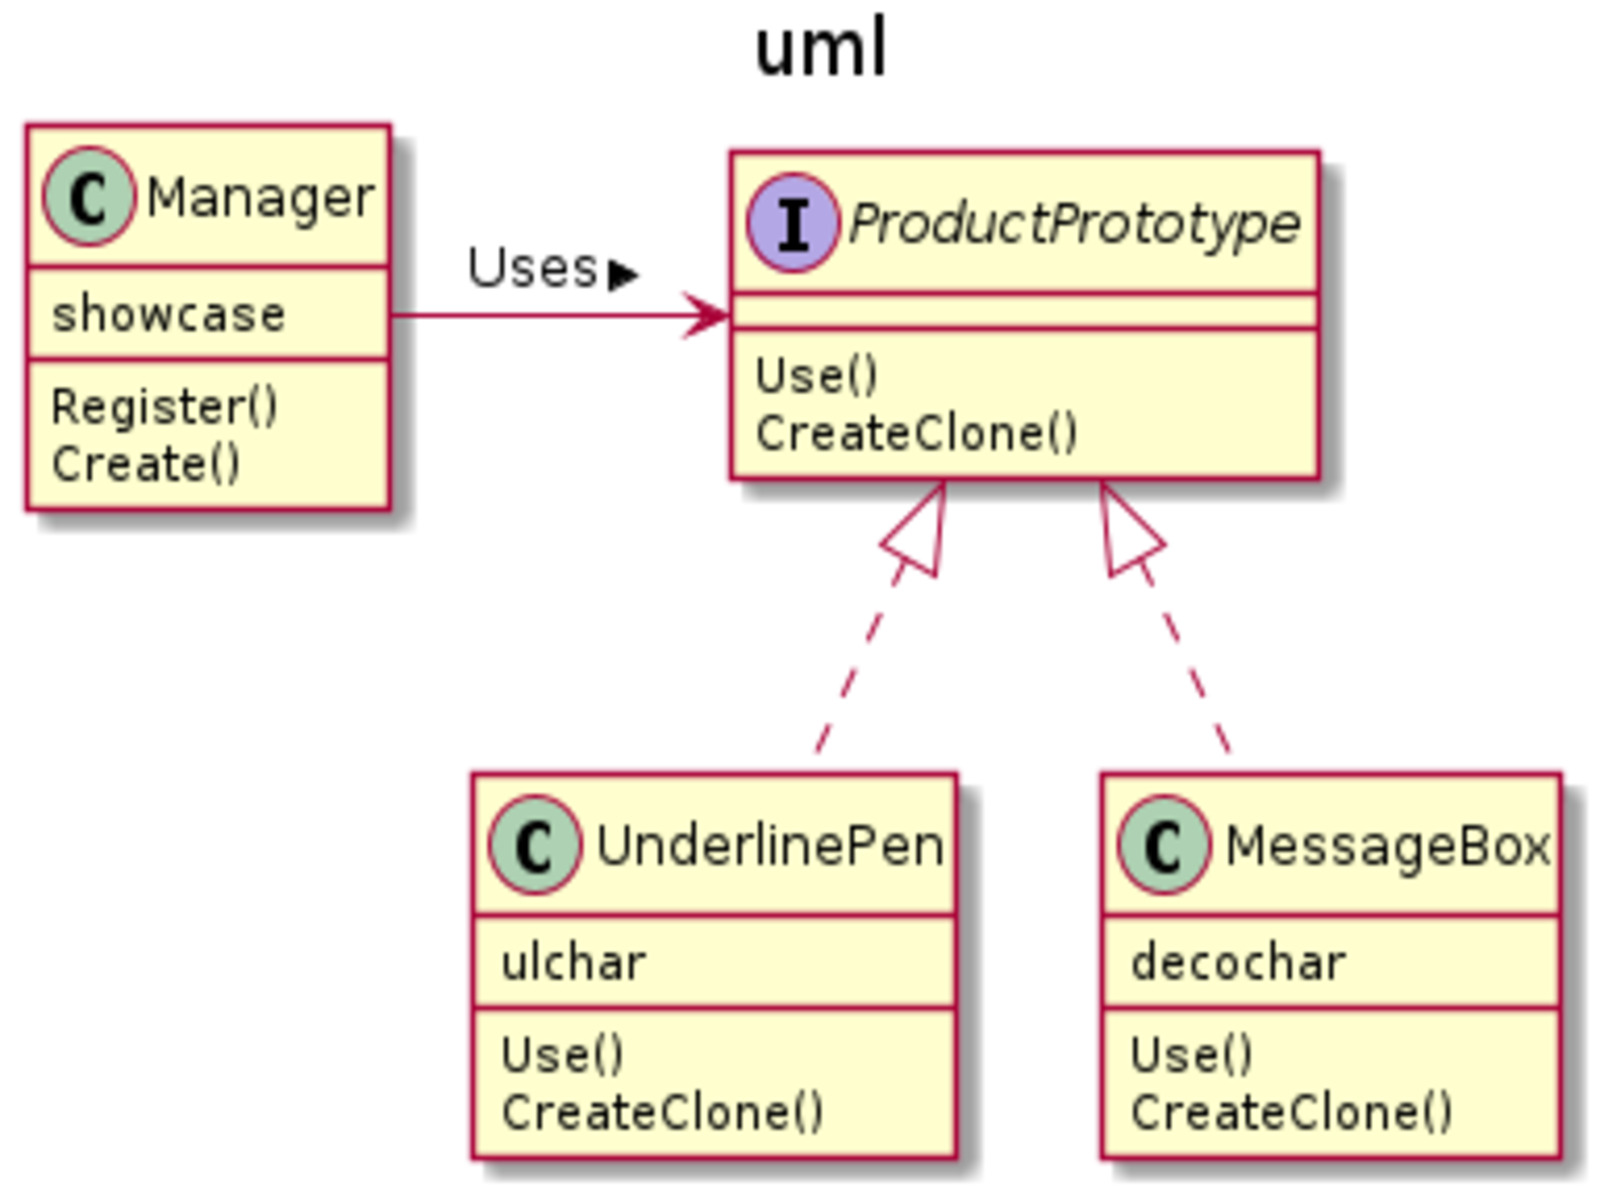 uml
C Manager
showcase
Register()
Create()
Uses ▶
I ProductPrototype
Use()
CreateClone()
C UnderlinePen
ulchar
Use()
CreateClone()
C MessageBox
decochar
Use()
CreateClone()